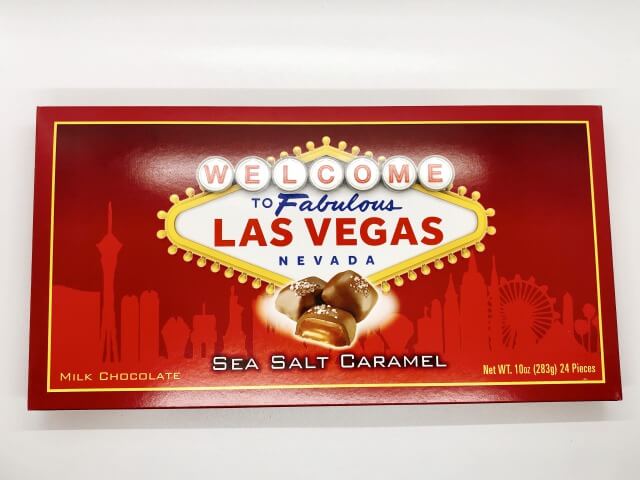 WELCOME
TO Fabulous
LAS VEGAS
NEVADA
SEA SALT CARAMEL
MILK CHOCOLATE
Net WT. 10oz (283g) 24 Pieces